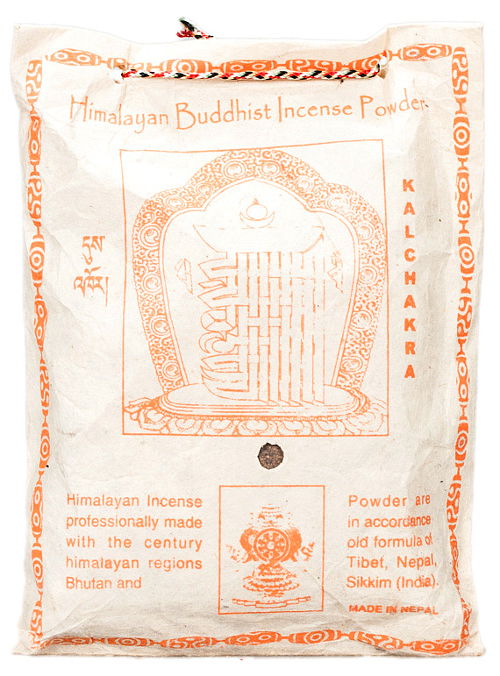 Himalayan Buddhist Incense Powder
KALCHAKRA
དུས
འཁོར།
Himalayan Incense Powder are
professionally made in accordance
with the century old formula of
himalayan regions Tibet, Nepal,
Bhutan and Sikkim (India).
MADE IN NEPAL